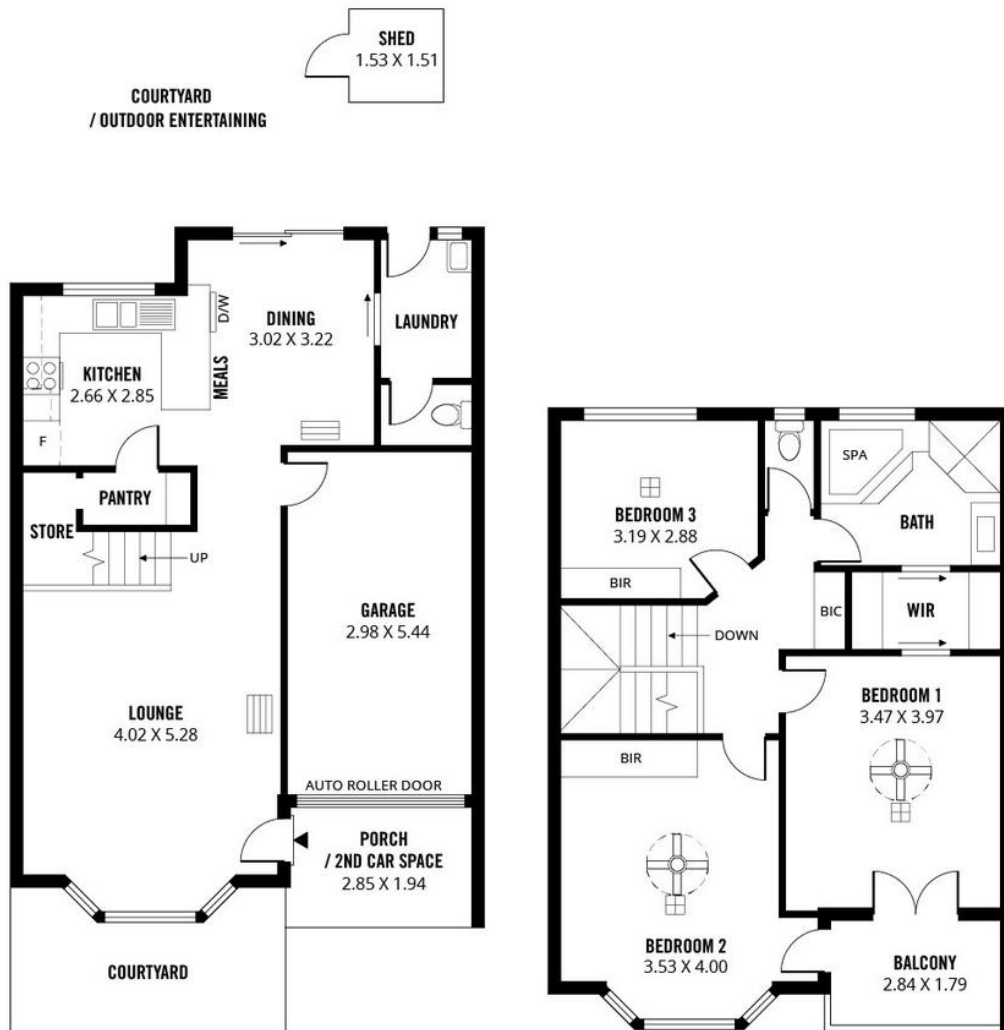 SHED
1.53 X 1.51
COURTYARD
/ OUTDOOR ENTERTAINING
D/W
DINING
3.02 X 3.22
LAUNDRY
KITCHEN
2.66 X 2.85
MEALS
F
PANTRY
STORE
UP
GARAGE
2.98 X 5.44
LOUNGE
4.02 X 5.28
AUTO ROLLER DOOR
PORCH
/ 2ND CAR SPACE
2.85 X 1.94
COURTYARD
SPA
BEDROOM 3
3.19 X 2.88
BATH
BIR
BIC
WIR
DOWN
BEDROOM 1
3.47 X 3.97
BIR
BEDROOM 2
3.53 X 4.00
BALCONY
2.84 X 1.79